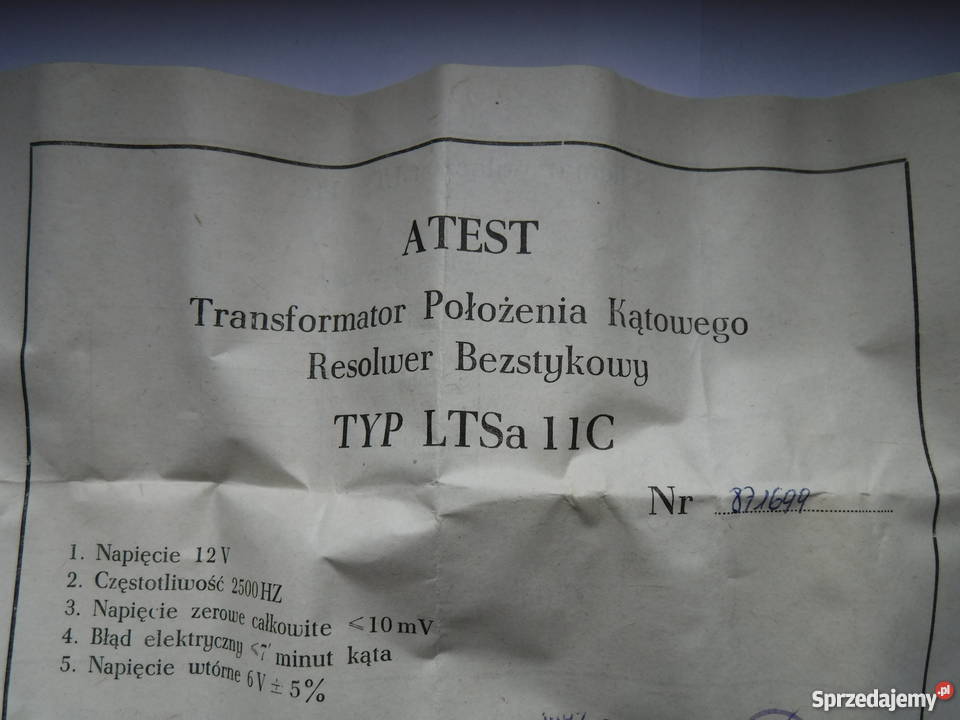 ATEST
Transformator Położenia Kątowego
Resolwer Bezstykowy
TYP LTSa 11C
Nr 871699
1. Napięcie 12 V
2. Częstotliwość 2500 HZ
3. Napięcie zerowe całkowite ≤10 mV
4. Błąd elektryczny ≤7' minut kąta
5. Napięcie wtórne 6 V ± 5%
Sprzedajemy.pl